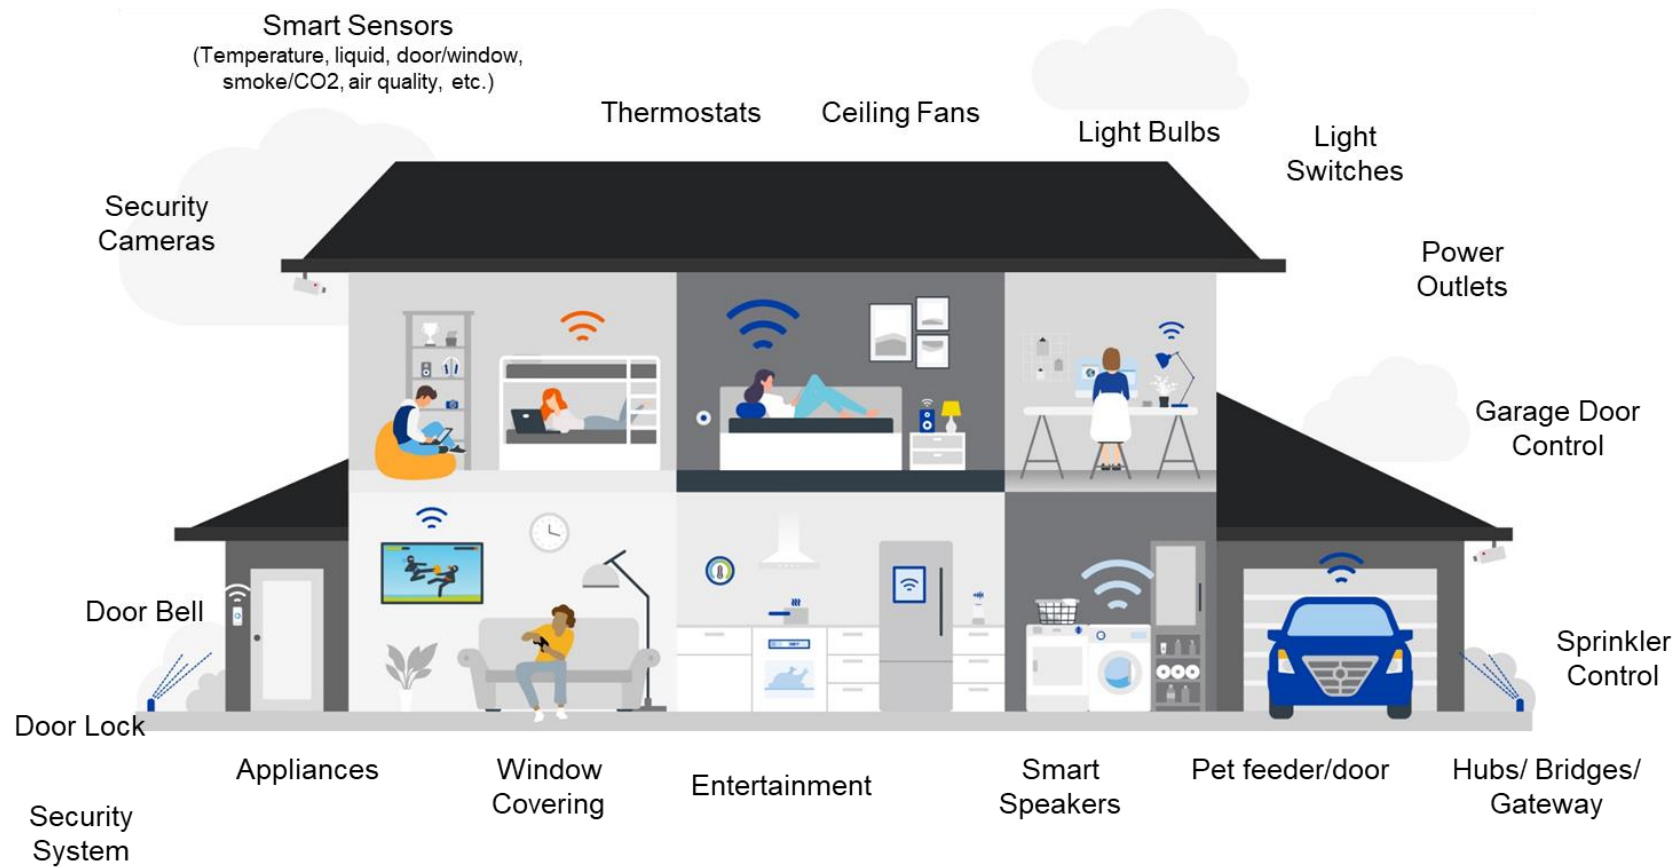 Smart Sensors
(Temperature, liquid, door/window,
smoke/CO2, air quality, etc.)
Thermostats
Ceiling Fans
Light Bulbs
Light
Switches
Security
Cameras
Power
Outlets
Garage Door
Control
Door Bell
Sprinkler
Control
Door Lock
Appliances
Window
Covering
Entertainment
Smart
Speakers
Pet feeder/door
Hubs/ Bridges/
Gateway
Security
System